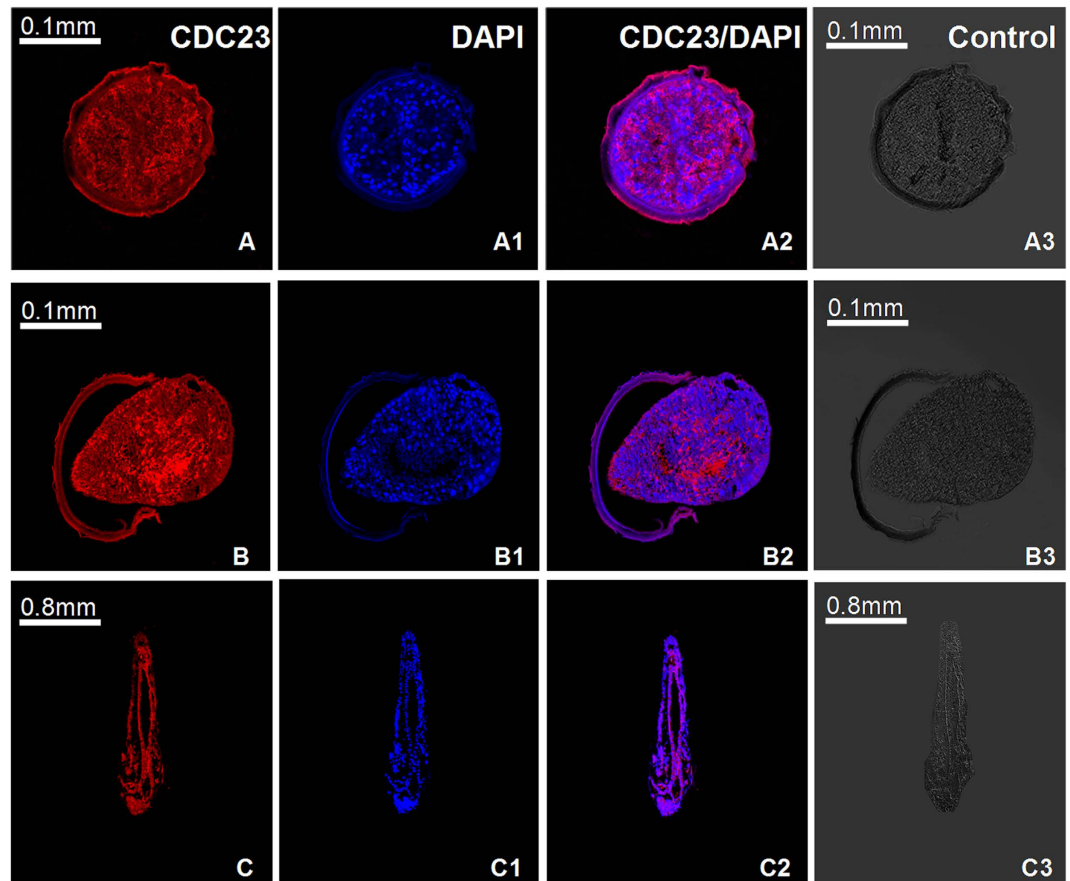 0.1mm CDC23 DAPI CDC23/DAPI 0.1mm Control
A A1 A2 A3
0.1mm 0.1mm
B B1 B2 B3
0.8mm 0.8mm
C C1 C2 C3